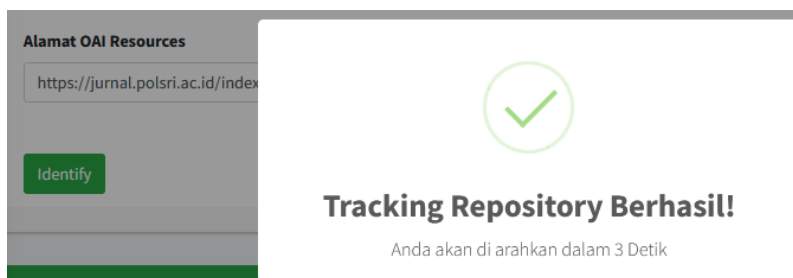 Alamat OAI Resources
https://jurnal.polsri.ac.id/index
Identify
Tracking Repository Berhasil!
Anda akan di arahkan dalam 3 Detik